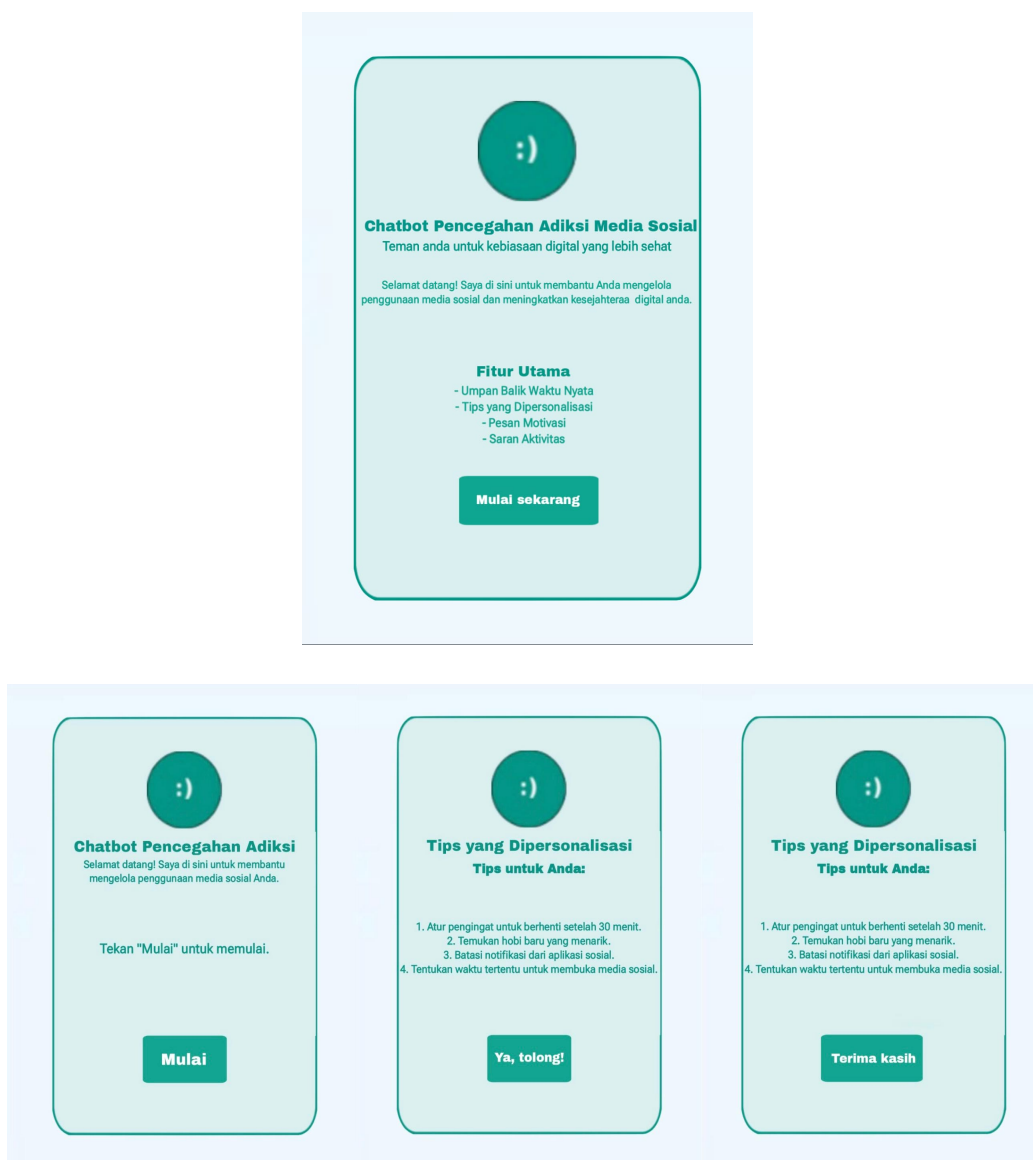 :)
Chatbot Pencegahan Adiksi Media Sosial
Teman anda untuk kebiasaan digital yang lebih sehat
Selamat datang! Saya di sini untuk membantu Anda mengelola
penggunaan media sosial dan meningkatkan kesejahteraa digital anda.
Fitur Utama
- Umpan Balik Waktu Nyata
- Tips yang Dipersonalisasi
- Pesan Motivasi
- Saran Aktivitas
Mulai sekarang
:)
Chatbot Pencegahan Adiksi
Selamat datang! Saya di sini untuk membantu
mengelola penggunaan media sosial Anda.
Tekan "Mulai" untuk memulai.
Mulai
:)
Tips yang Dipersonalisasi
Tips untuk Anda:
1. Atur pengingat untuk berhenti setelah 30 menit.
2. Temukan hobi baru yang menarik.
3. Batasi notifikasi dari aplikasi sosial.
4. Tentukan waktu tertentu untuk membuka media sosial.
Ya, tolong!
:)
Tips yang Dipersonalisasi
Tips untuk Anda:
1. Atur pengingat untuk berhenti setelah 30 menit.
2. Temukan hobi baru yang menarik.
3. Batasi notifikasi dari aplikasi sosial.
4. Tentukan waktu tertentu untuk membuka media sosial.
Terima kasih